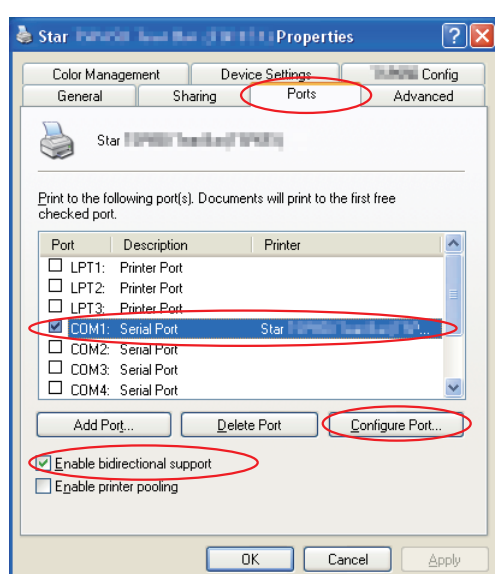 Star Properties
Color Management Device Settings Config
General Sharing Ports Advanced
Star
Print to the following port(s). Documents will print to the first free
checked port.
Port Description Printer
LPT1: Printer Port
LPT2: Printer Port
LPT3: Printer Port
COM1: Serial Port Star ...
COM2: Serial Port
COM3: Serial Port
COM4: Serial Port
Add Port... Delete Port Configure Port...
Enable bidirectional support
Enable printer pooling
OK Cancel Apply